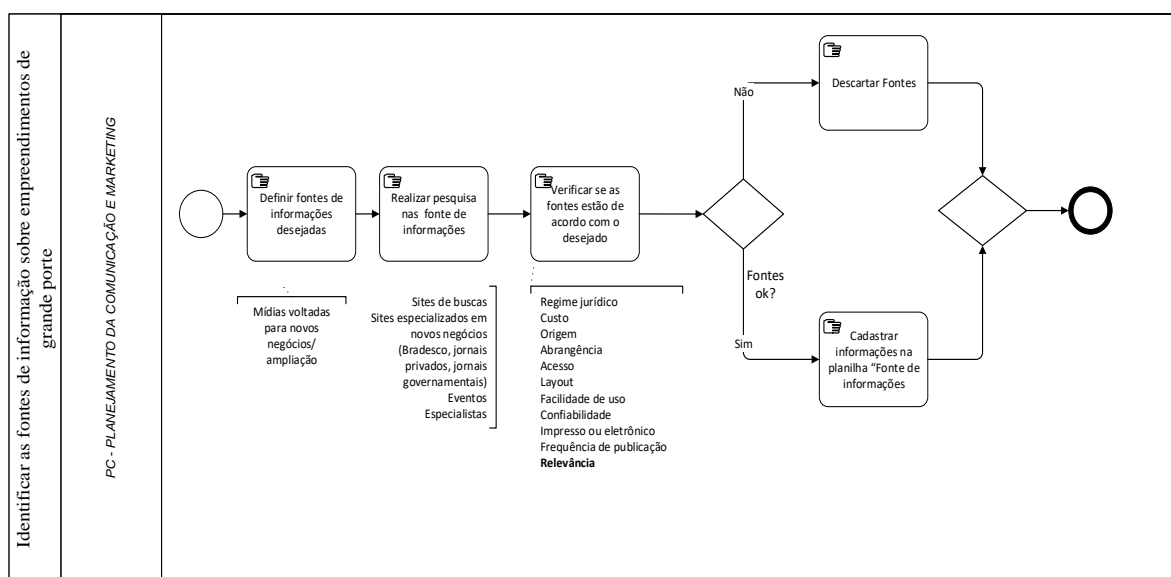 Identificar as fontes de informação sobre empreendimentos de
grande porte
PC - PLANEJAMENTO DA COMUNICAÇÃO E MARKETING
Definir fontes de
informações
desejadas
Realizar pesquisa
nas fonte de
informações
Verificar se as
fontes estão de
acordo com o
desejado
Não
Descartar Fontes
Fontes
ok?
Sim
Cadastrar
informações na
planilha “Fonte de
informações
Mídias voltadas
para novos
negócios/
ampliação
Sites de buscas
Sites especializados em
novos negócios
(Bradesco, jornais
privados, jornais
governamentais)
Eventos
Especialistas
Regime jurídico
Custo
Origem
Abrangência
Acesso
Layout
Facilidade de uso
Confiabilidade
Impresso ou eletrônico
Frequência de publicação
Relevância